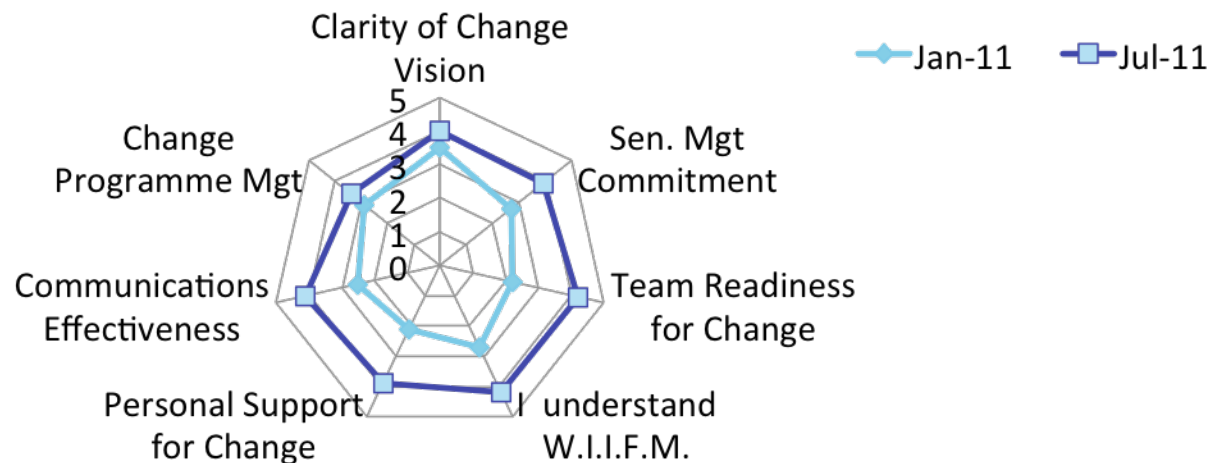 Clarity of Change
Vision
Jan-11
Jul-11
5
4
3
2
1
0
Change
Programme Mgt
Sen. Mgt
Commitment
Communications
Effectiveness
Team Readiness
for Change
Personal Support
for Change
I understand
W.I.I.F.M.